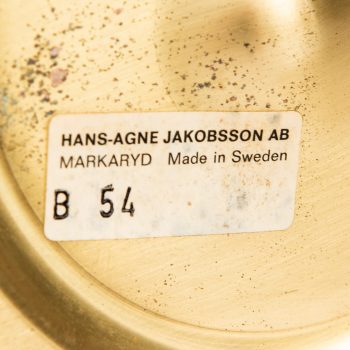 HANS-AGNE JAKOBSSON AB
MARKARYD Made in Sweden
B 54